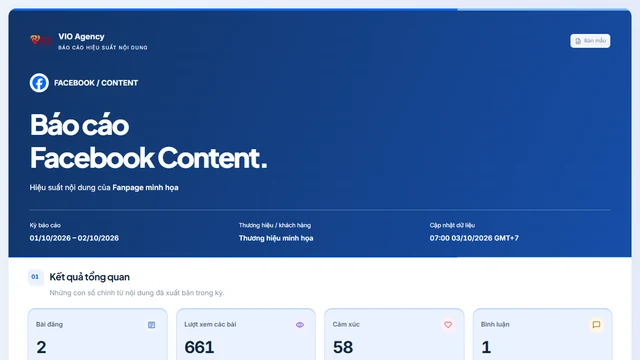 VIO Agency
BÁO CÁO HIỆU SUẤT NỘI DUNG
Bản mẫu
FACEBOOK / CONTENT
Báo cáo
Facebook Content.
Hiệu suất nội dung của Fanpage minh họa
Kỳ báo cáo
01/10/2026 – 02/10/2026
Thương hiệu / khách hàng
Thương hiệu minh họa
Cập nhật dữ liệu
07:00 03/10/2026 GMT+7
01
Kết quả tổng quan
Những con số chính từ nội dung đã xuất bản trong kỳ.
Bài đăng
2
Lượt xem các bài
661
Cảm xúc
58
Bình luận
1